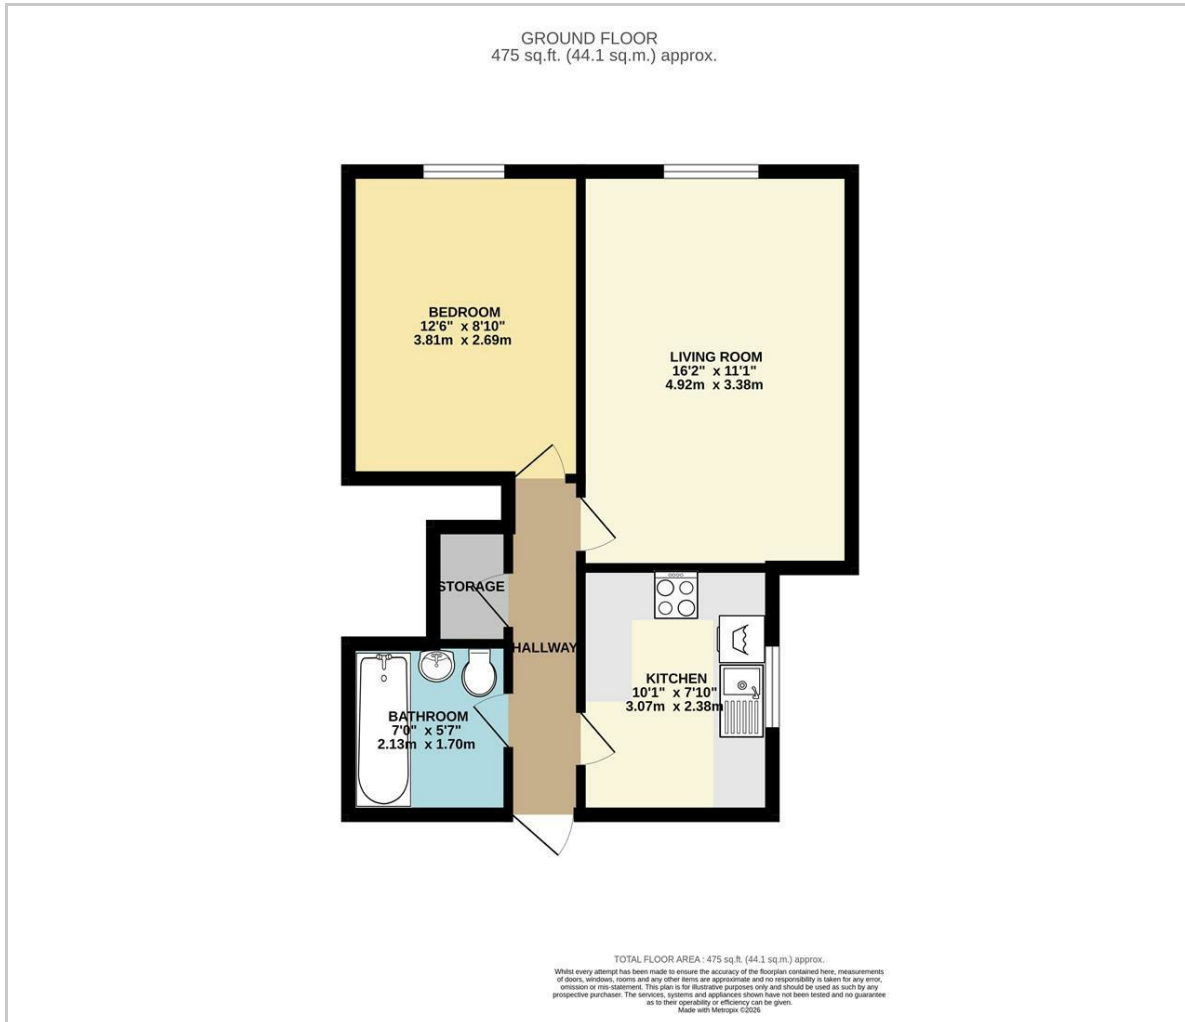 GROUND FLOOR
475 sq.ft. (44.1 sq.m.) approx.
BEDROOM
12'6" x 8'10"
3.81m x 2.69m
LIVING ROOM
16'2" x 11'1"
4.92m x 3.38m
STORAGE
HALLWAY
KITCHEN
10'1" x 7'10"
3.07m x 2.38m
BATHROOM
7'0" x 5'7"
2.13m x 1.70m
TOTAL FLOOR AREA : 475 sq.ft. (44.1 sq.m.) approx.
Whilst every attempt has been made to ensure the accuracy of the floorplan contained here, measurements
of doors, windows, rooms and any other items are approximate and no responsibility is taken for any error,
omission or mis-statement. This plan is for illustrative purposes only and should be used as such by any
prospective purchaser. The services, systems and appliances shown have not been tested and no guarantee
as to their operability or efficiency can be given.
Made with Metropix ©2026